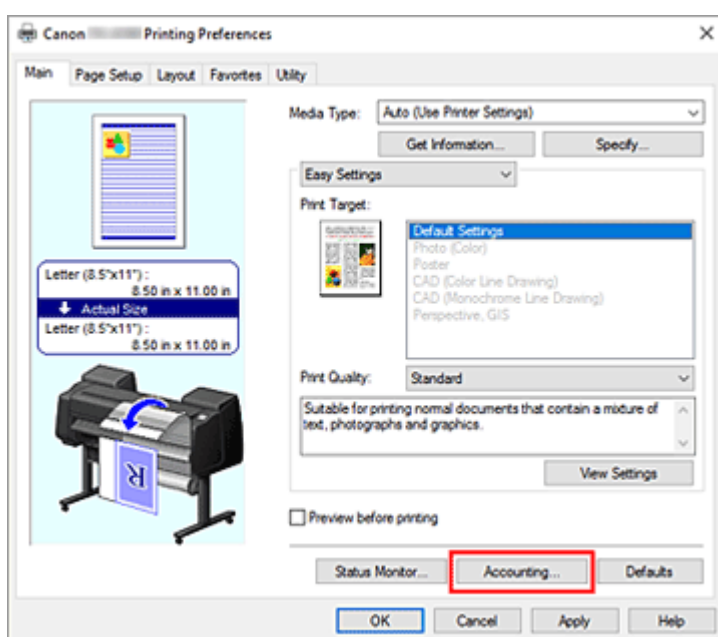 Canon Printing Preferences
Main Page Setup Layout Favorites Utility
Media Type: Auto (Use Printer Settings)
Get Information... Specify...
Easy Settings
Print Target:
Default Settings
Photo (Color)
Poster
CAD (Color Line Drawing)
CAD (Monochrome Line Drawing)
Perspective, GIS
Letter (8.5"x11") :
8.50 in x 11.00 in
Actual Size
Letter (8.5"x11") :
8.50 in x 11.00 in
Print Quality: Standard
Suitable for printing normal documents that contain a mixture of
text, photographs and graphics.
R
View Settings
Preview before printing
Status Monitor... Accounting... Defaults
OK Cancel Apply Help